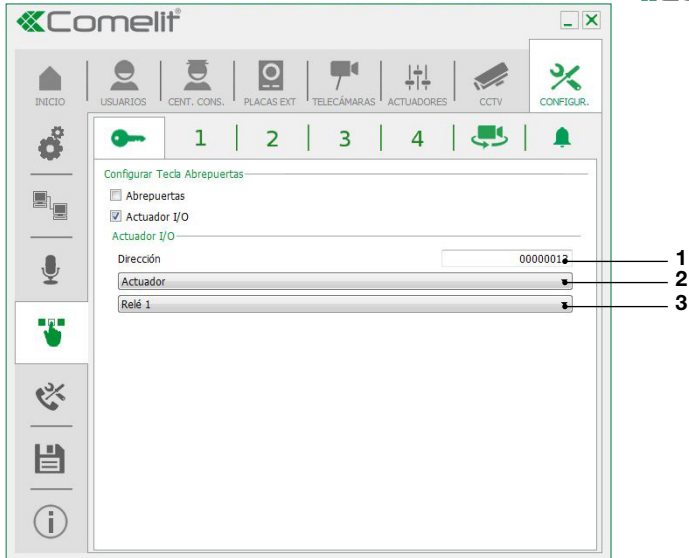 Comelit®
INICIO
USUARIOS
CENT. CONS.
PLACAS EXT
TELECÁMARAS
ACTUADORES
CCTV
CONFIGUR.
1 2 3 4
Configurar Tecla Abrepuertas
Abrepuertas
Actuador I/O
Actuador I/O
Dirección 00000012 1
Actuador 2
Relé 1 3